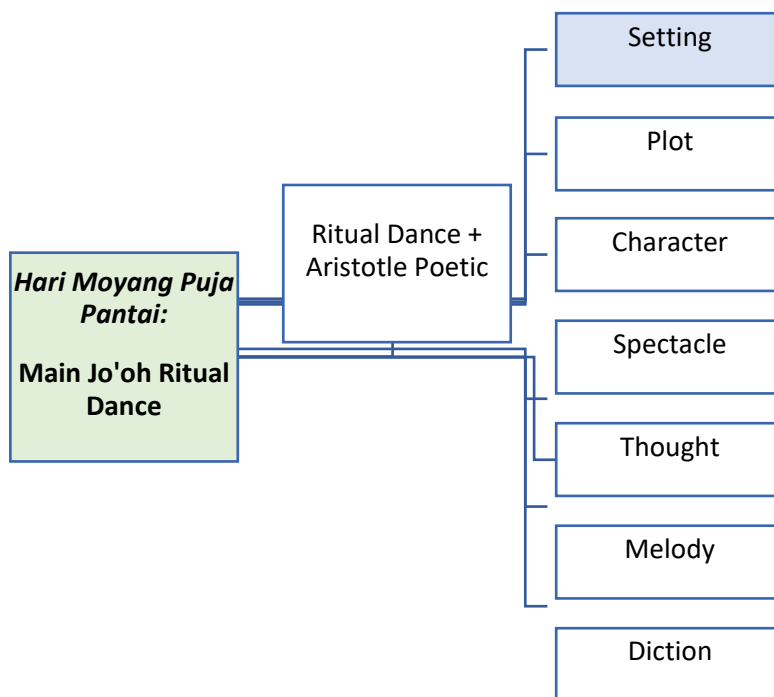 Hari Moyang Puja
Pantai:
Main Jo'oh Ritual
Dance
Ritual Dance +
Aristotle Poetic
Setting
Plot
Character
Spectacle
Thought
Melody
Diction